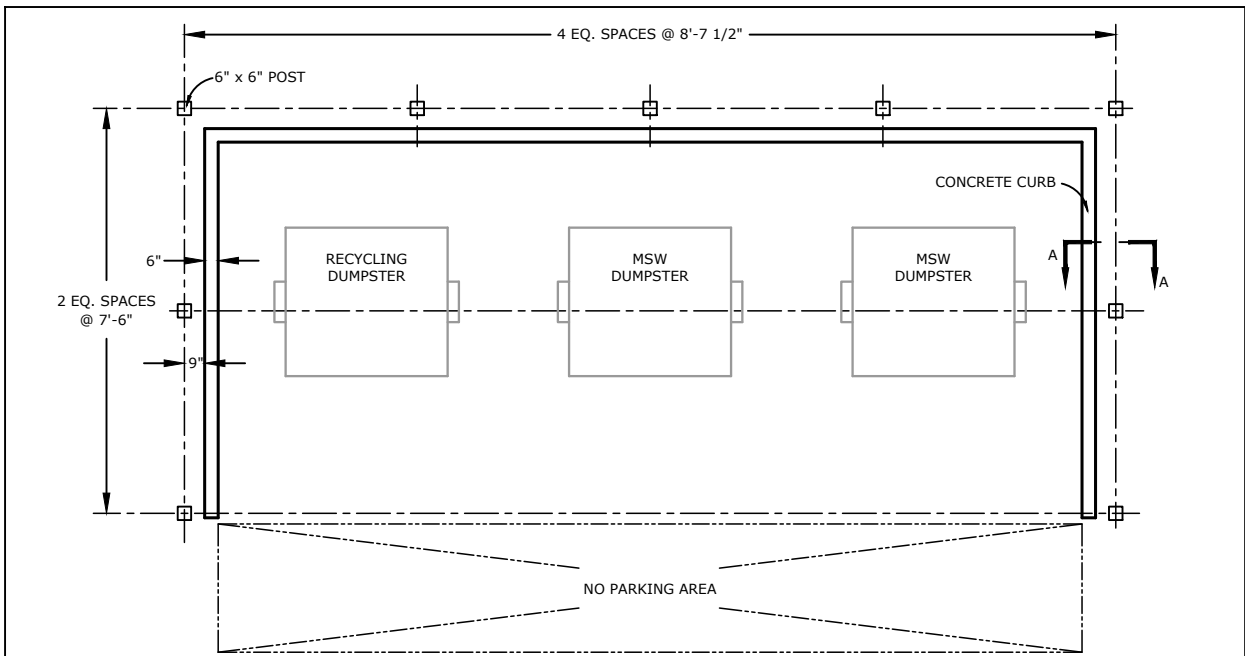 4 EQ. SPACES @ 8'-7 1/2"
6" x 6" POST
CONCRETE CURB
6"
RECYCLING
DUMPSTER
MSW
DUMPSTER
MSW
DUMPSTER
A
A
2 EQ. SPACES
@ 7'-6"
9"
NO PARKING AREA